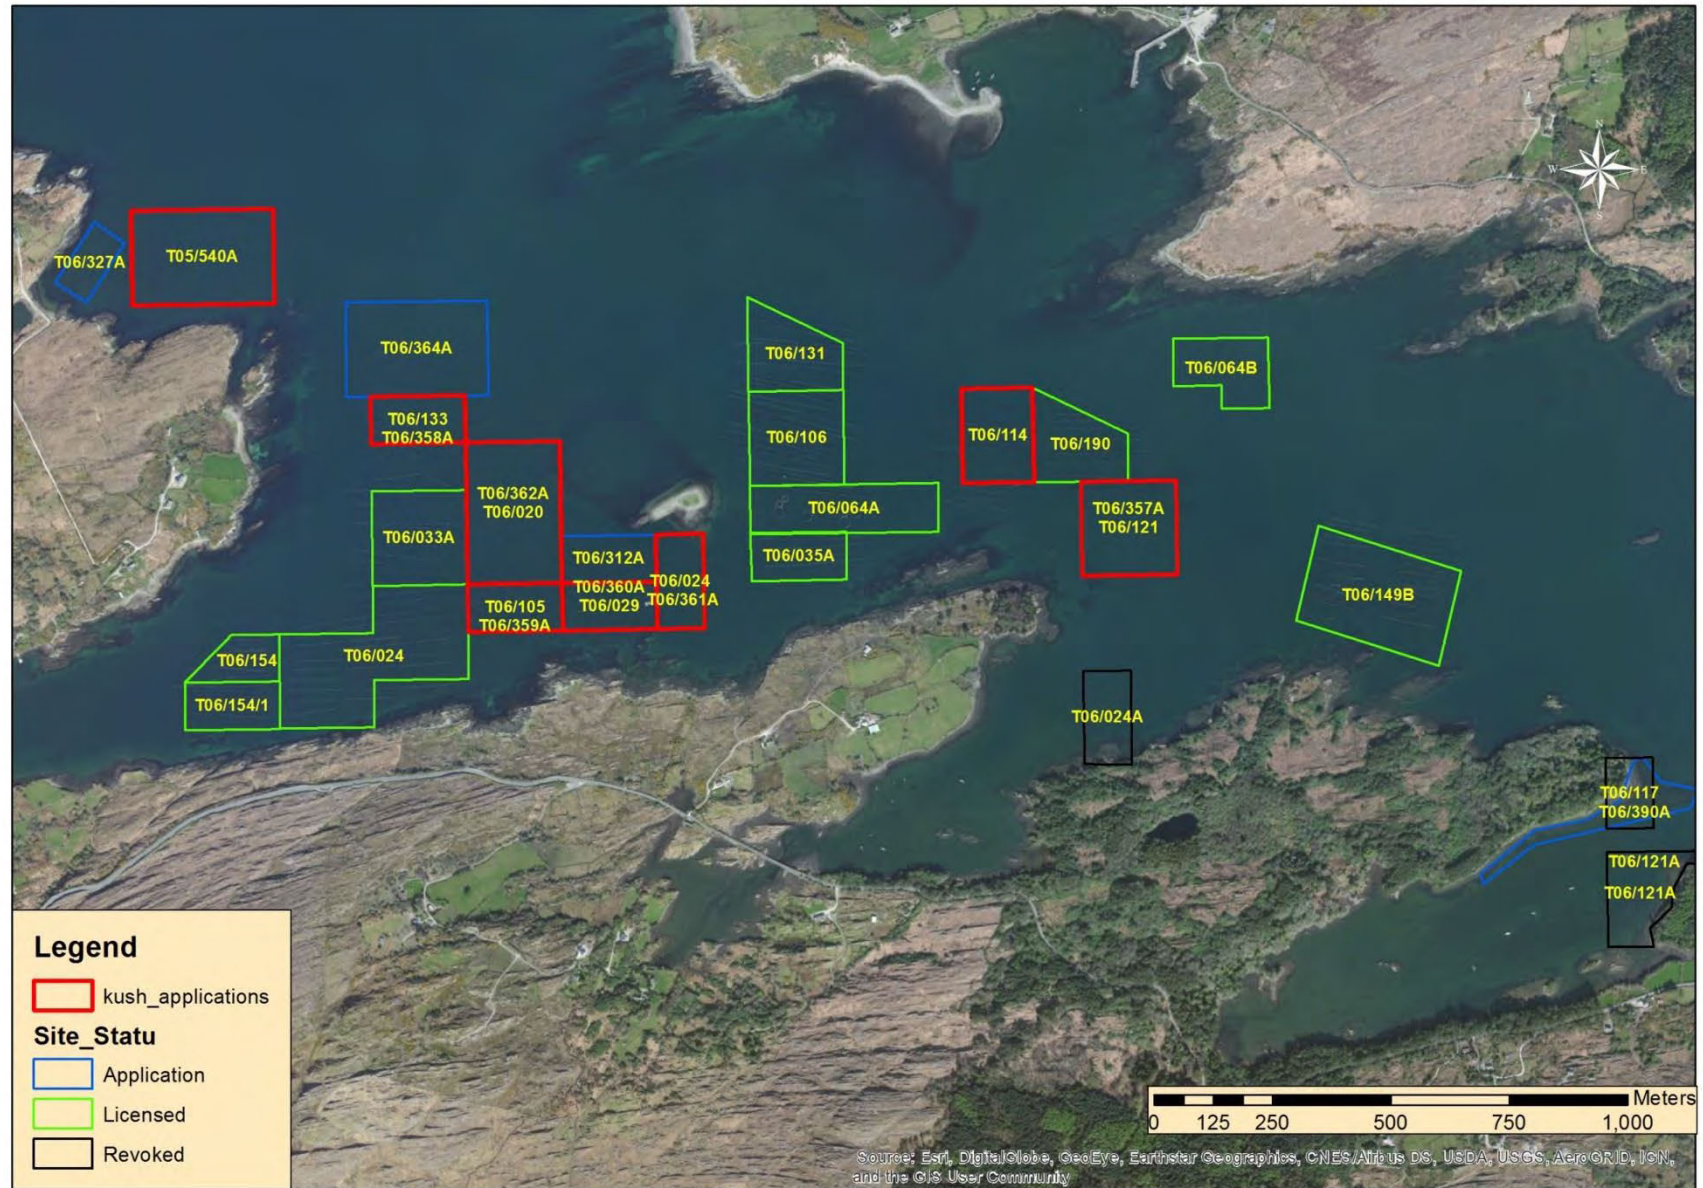 N
W
E
S
T06/327A
T05/540A
T06/364A
T06/133
T06/358A
T06/131
T06/064B
T06/106
T06/114
T06/190
T06/362A
T06/020
T06/064A
T06/357A
T06/121
T06/033A
T06/312A
T06/035A
T06/360A
T06/029
T06/024
T06/361A
T06/149B
T06/105
T06/359A
T06/154
T06/024
T06/154/1
T06/024A
T06/117
T06/390A
T06/121A
T06/121A
Legend
kush_applications
Site_Statu
Application
Licensed
Revoked
Meters
0 125 250 500 750 1,000
Source: Esri, DigitalGlobe, GeoEye, Earthstar Geographics, CNES/Airbus DS, USDA, USGS, AeroGRID, IGN,
and the GIS User Community